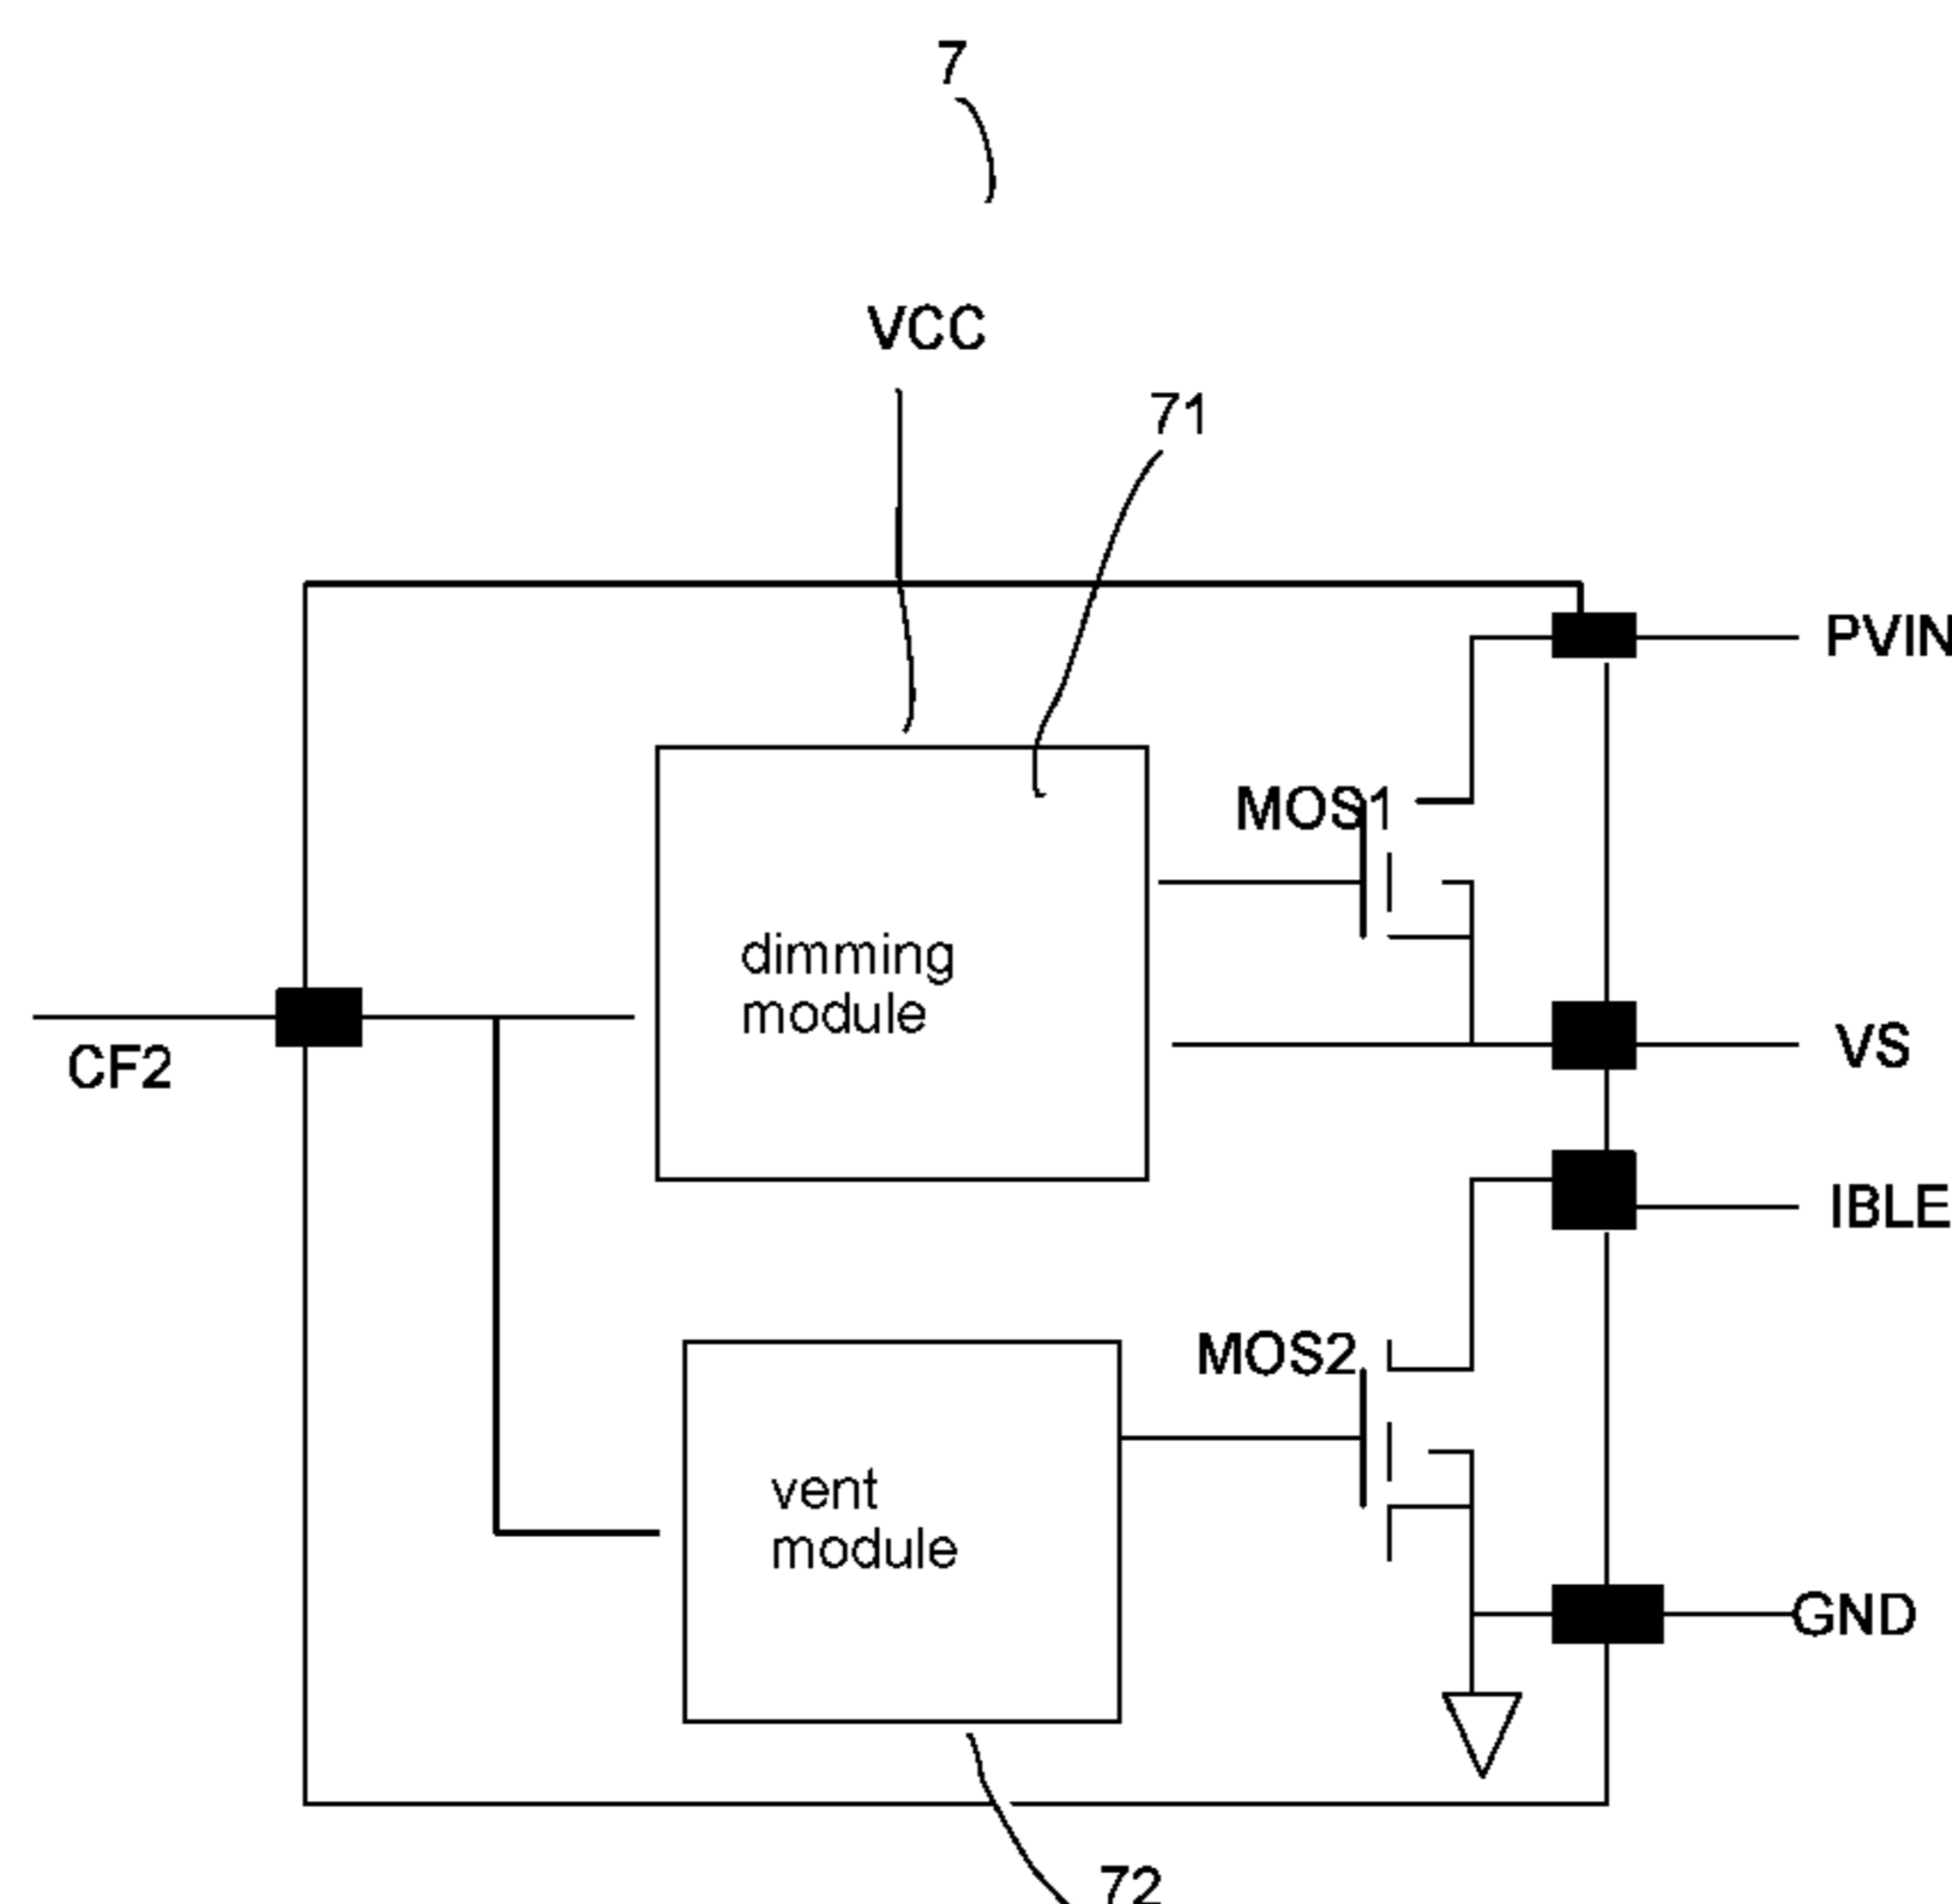 7
VCC
71
PVIN
MOS1
dimming
module
CF2
VS
IBLE
MOS2
vent
module
GND
72